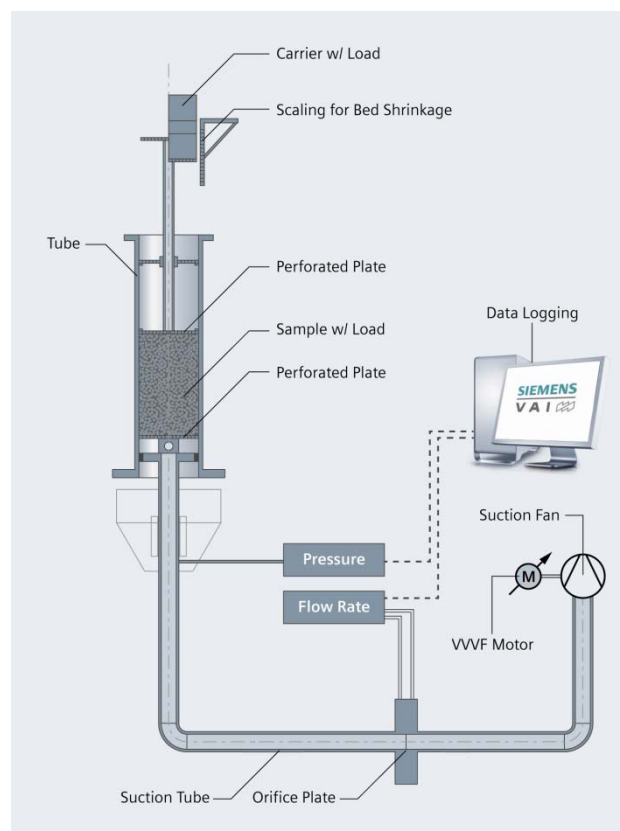 Carrier w/ Load
Scaling for Bed Shrinkage
Tube
Perforated Plate
Sample w/ Load
Perforated Plate
Data Logging
SIEMENS
VAI
Suction Fan
Pressure
M
Flow Rate
VVVF Motor
Suction Tube
Orifice Plate